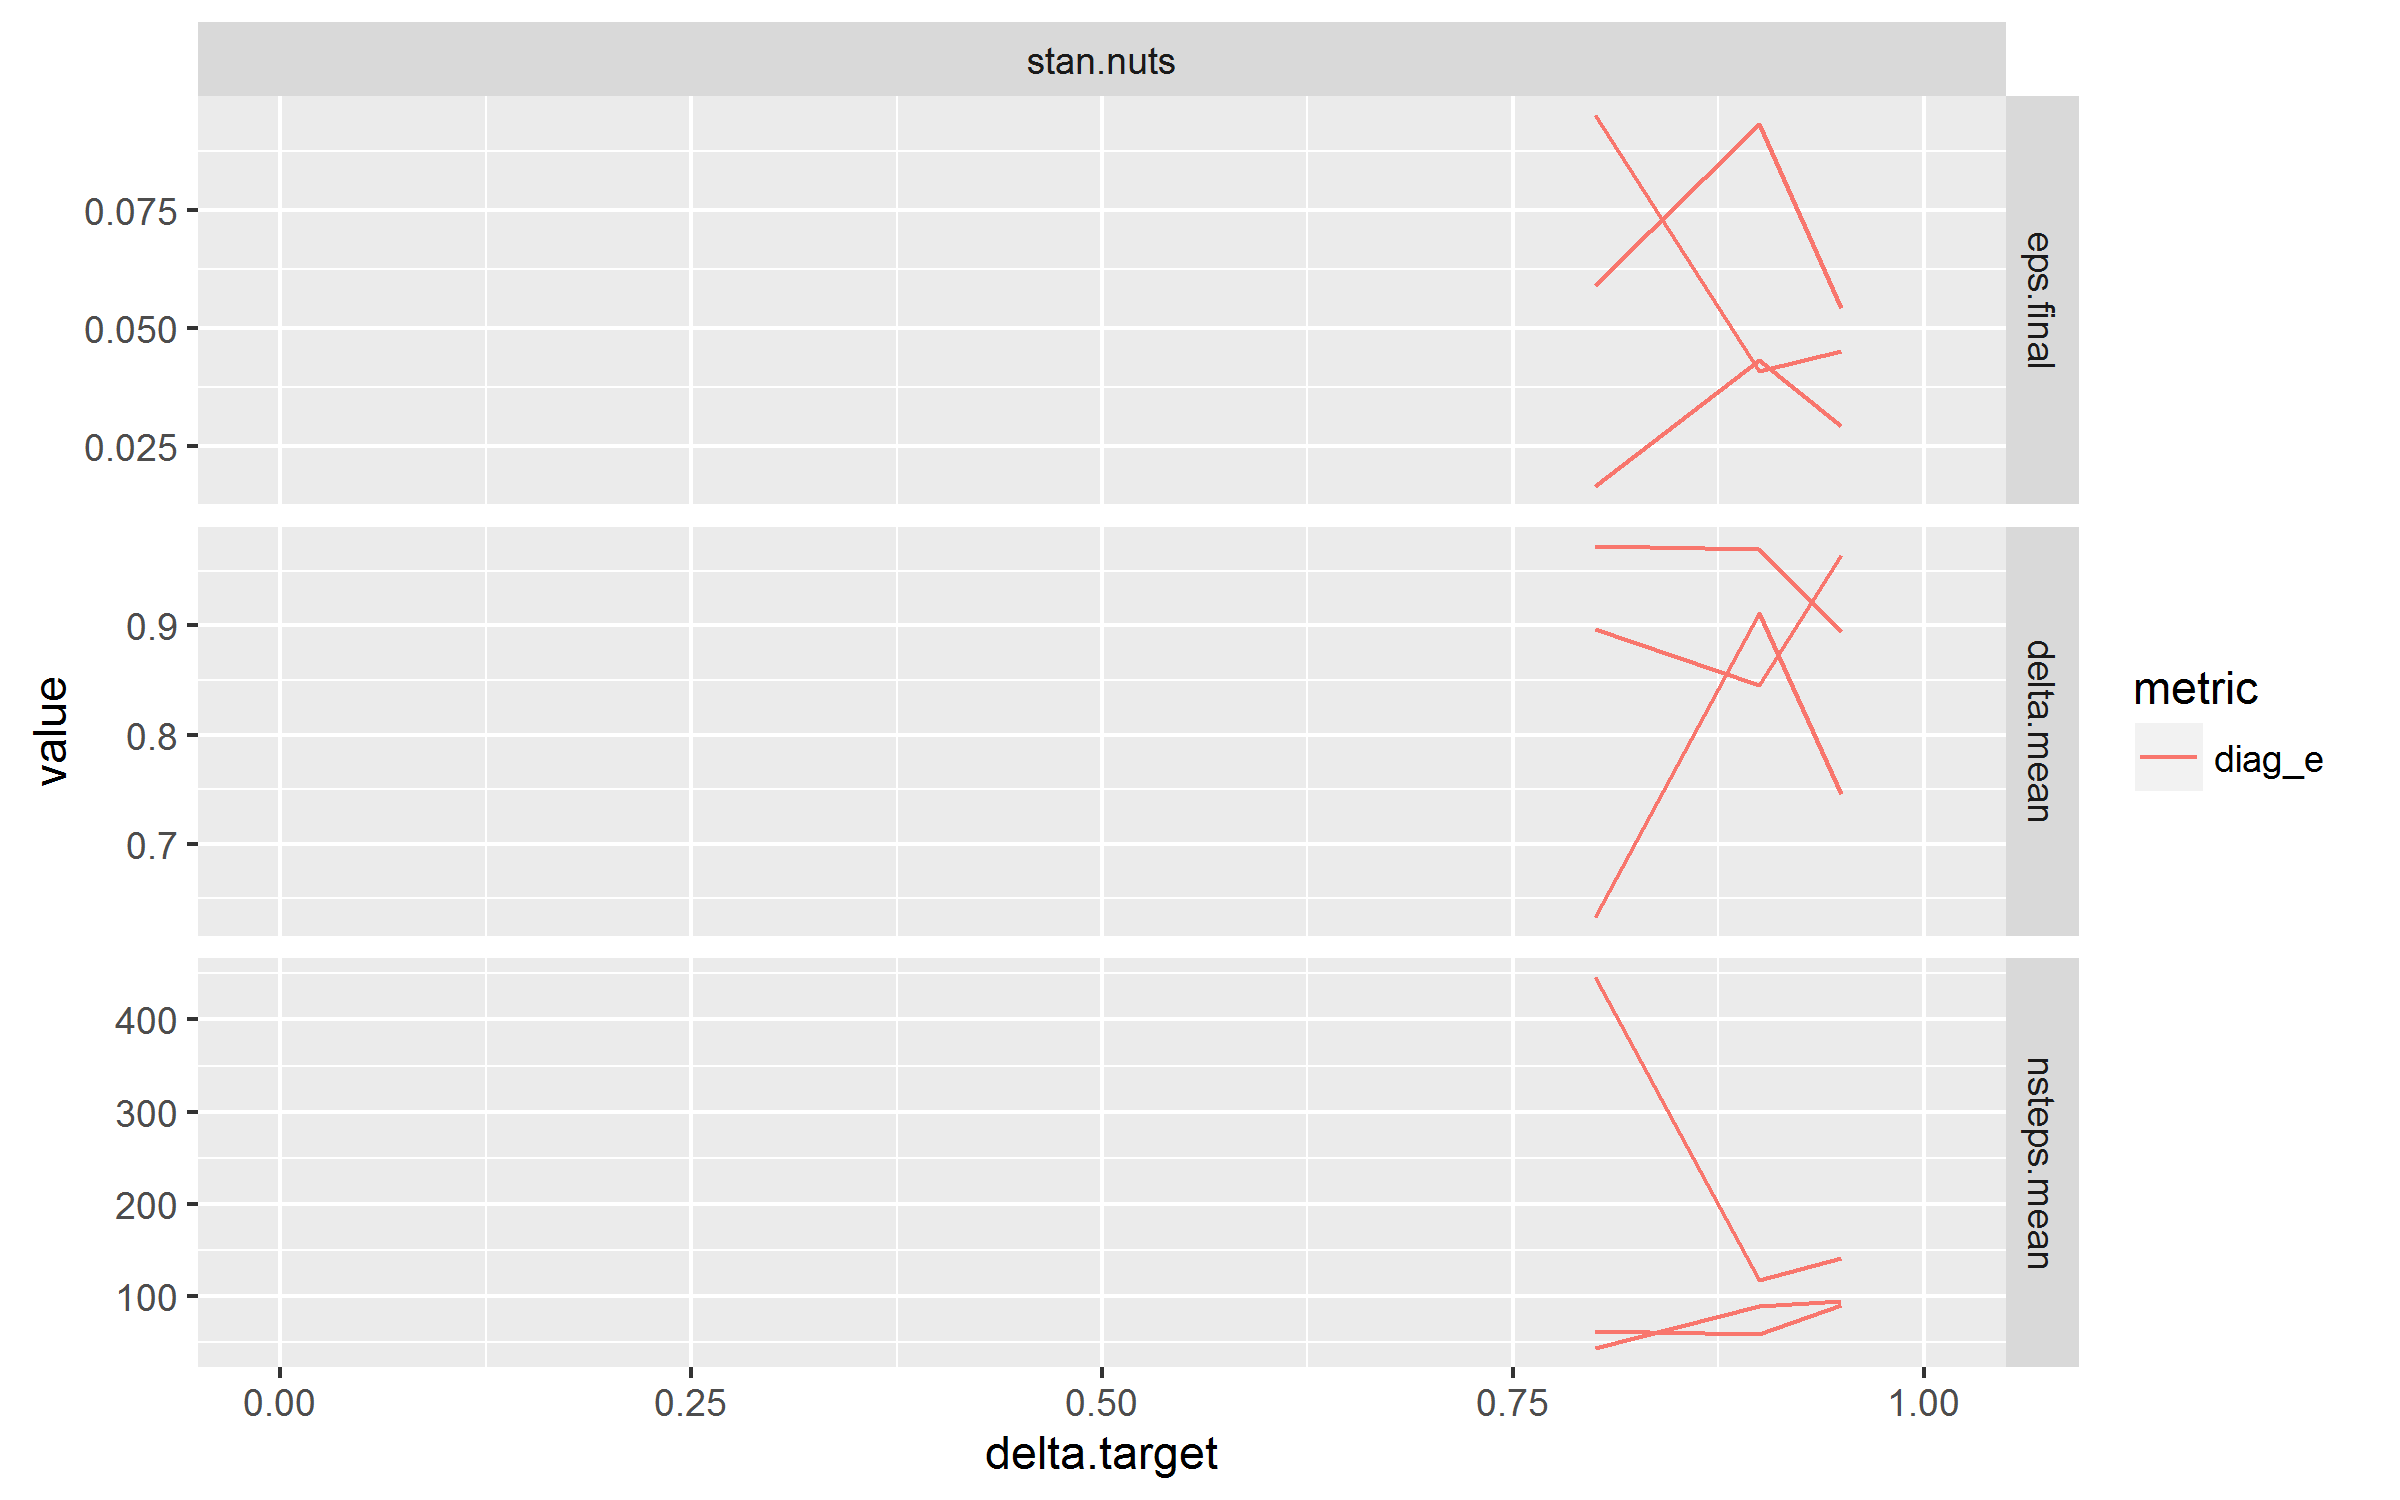 stan.nuts
0.075
0.050
0.025
eps.final
0.9
0.8
0.7
delta.mean
400
300
200
100
nsteps.mean
0.00 0.25 0.50 0.75 1.00
delta.target
value
metric
diag_e